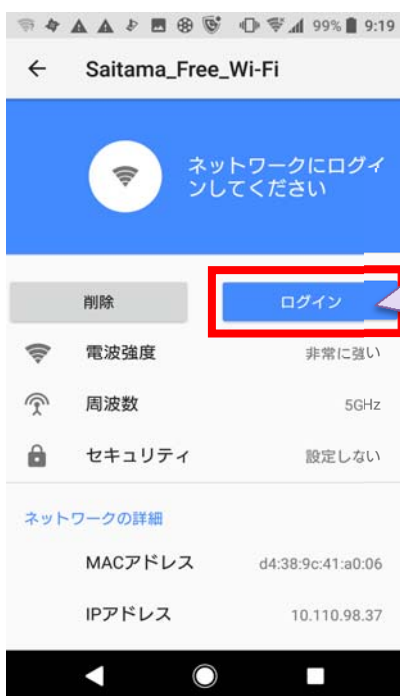 99% 9:19
Saitama_Free_Wi-Fi
ネットワークにログイ
ンしてください
削除 ログイン
電波強度 非常に強い
周波数 5GHz
セキュリティ 設定しない
ネットワークの詳細
MACアドレス d4:38:9c:41:a0:06
IPアドレス 10.110.98.37